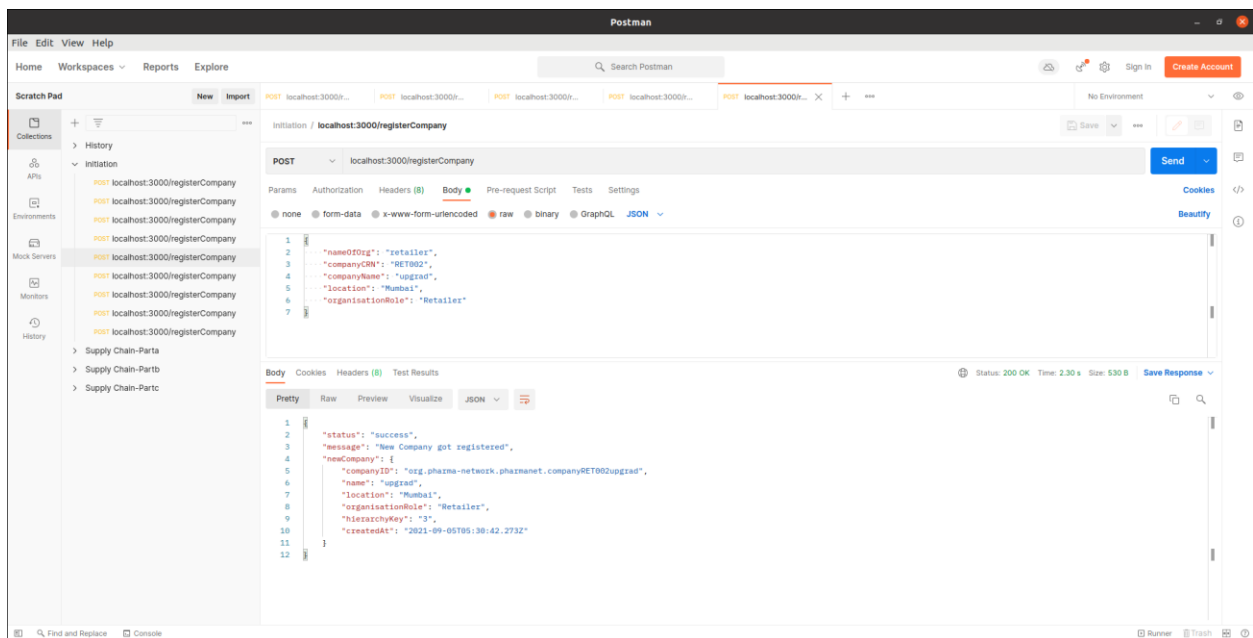 Postman
File Edit View Help
Home Workspaces Reports Explore
Search Postman
Sign In Create Account
Scratch Pad New Import
POST localhost:3000/r... POST localhost:3000/r... POST localhost:3000/r... POST localhost:3000/r... POST localhost:3000/r...
No Environment
Collections
APIs
Environments
Mock Servers
Monitors
History
History
Initiation
POST localhost:3000/registerCompany
POST localhost:3000/registerCompany
POST localhost:3000/registerCompany
POST localhost:3000/registerCompany
POST localhost:3000/registerCompany
POST localhost:3000/registerCompany
POST localhost:3000/registerCompany
POST localhost:3000/registerCompany
POST localhost:3000/registerCompany
Supply Chain-Parta
Supply Chain-Partb
Supply Chain-Partc
Initiation / localhost:3000/registerCompany
Save
POST localhost:3000/registerCompany
Send
Params Authorization Headers (8) Body Pre-request Script Tests Settings
Cookies
none form-data x-www-form-urlencoded raw binary GraphQL JSON
Beautify
1 {
2 "nameOfOrg": "retailer",
3 "companyCRN": "RET002",
4 "companyName": "upgrad",
5 "location": "Mumbai",
6 "organisationRole": "Retailer"
7 }
Body Cookies Headers (8) Test Results
Status: 200 OK Time: 2.30 s Size: 530 B Save Response
Pretty Raw Preview Visualize JSON
1 {
2 "status": "success",
3 "message": "New Company got registered",
4 "newCompany": {
5 "companyID": "org.pharma-network.pharmanet.companyRET002upgrad",
6 "name": "upgrad",
7 "location": "Mumbai",
8 "organisationRole": "Retailer",
9 "hierarchyKey": "3",
10 "createdAt": "2021-09-05T05:30:42.273Z"
11 }
12 }
Find and Replace Console
Runner Trash